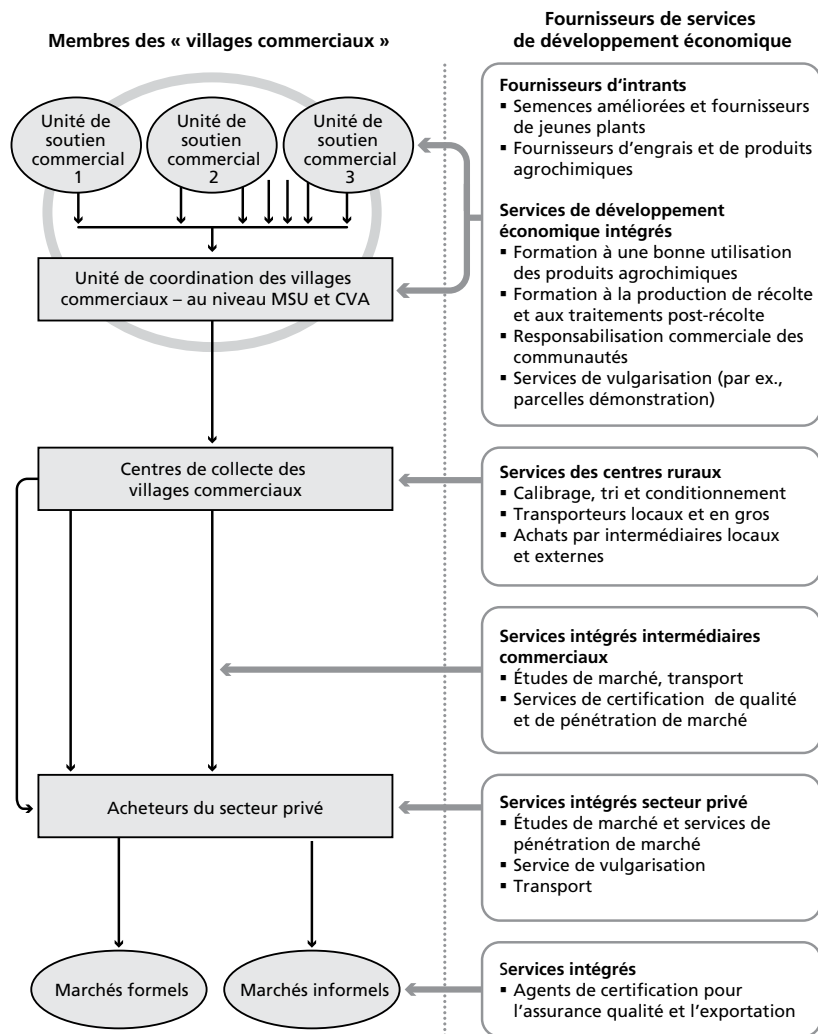 Membres des « villages commerciaux »
Fournisseurs de services
de développement économique
Unité de
soutien
commercial
1
Unité de
soutien
commercial
2
Unité de
soutien
commercial
3
Unité de coordination des villages
commerciaux – au niveau MSU et CVA
Centres de collecte des
villages commerciaux
Acheteurs du secteur privé
Marchés formels
Marchés informels
Fournisseurs d'intrants
▪ Semences améliorées et fournisseurs
de jeunes plants
▪ Fournisseurs d'engrais et de produits
agrochimiques
Services de développement
économique intégrés
▪ Formation à une bonne utilisation
des produits agrochimiques
▪ Formation à la production de récolte
et aux traitements post-récolte
▪ Responsabilisation commerciale des
communautés
▪ Services de vulgarisation (par ex.,
parcelles démonstration)
Services des centres ruraux
▪ Calibrage, tri et conditionnement
▪ Transporteurs locaux et en gros
▪ Achats par intermédiaires locaux
et externes
Services intégrés intermédiaires
commerciaux
▪ Études de marché, transport
▪ Services de certification de qualité
et de pénétration de marché
Services intégrés secteur privé
▪ Études de marché et services de
pénétration de marché
▪ Service de vulgarisation
▪ Transport
Services intégrés
▪ Agents de certification pour
l'assurance qualité et l'exportation